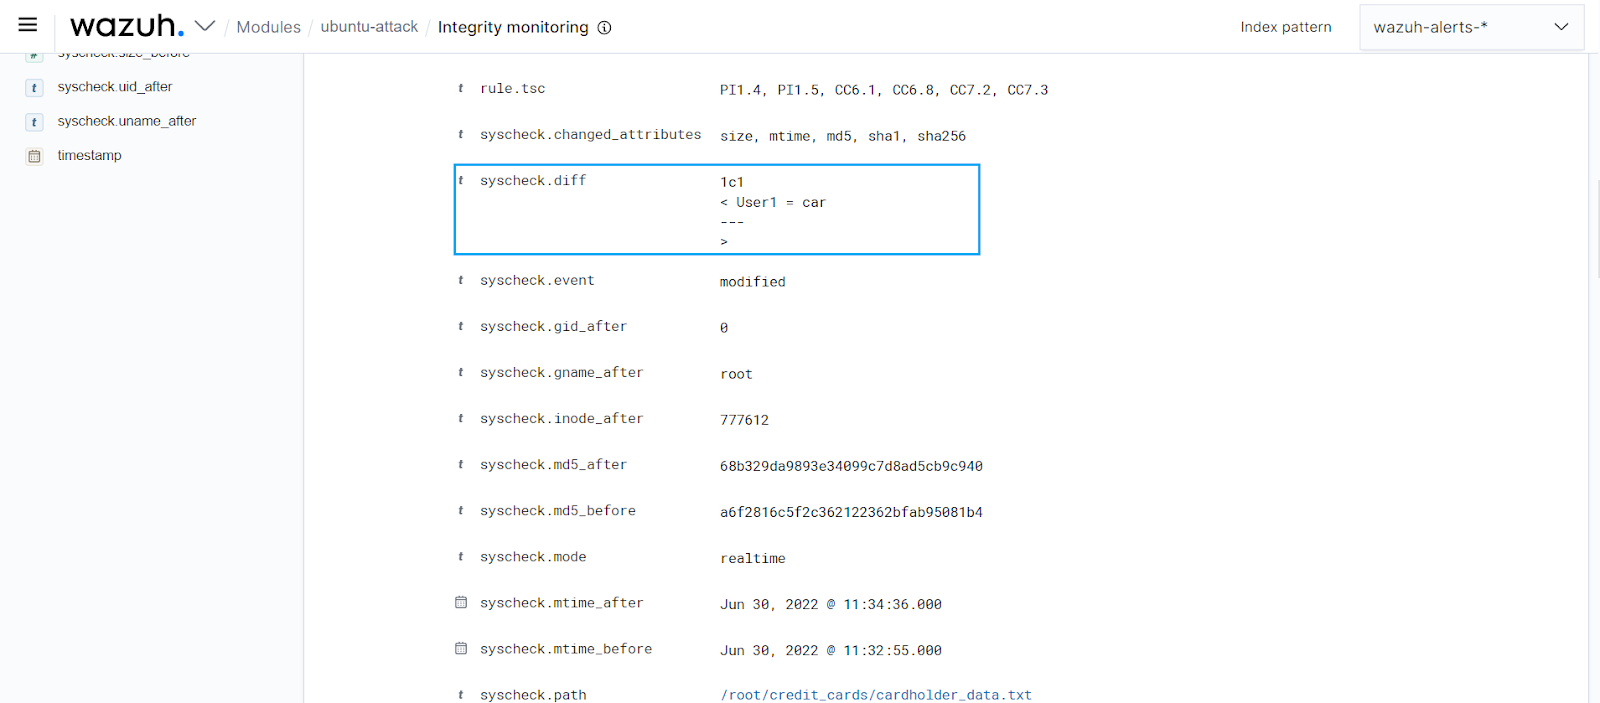 wazuh. / Modules / ubuntu-attack / Integrity monitoring Index pattern wazuh-alerts-*
syscheck.size_before
syscheck.uid_after
syscheck.uname_after
timestamp
t rule.tsc PI1.4, PI1.5, CC6.1, CC6.8, CC7.2, CC7.3
t syscheck.changed_attributes size, mtime, md5, sha1, sha256
t syscheck.diff 1c1
< User1 = car
---
>
t syscheck.event modified
t syscheck.gid_after 0
t syscheck.gname_after root
t syscheck.inode_after 777612
t syscheck.md5_after 68b329da9893e34099c7d8ad5cb9c940
t syscheck.md5_before a6f2816c5f2c362122362bfab95081b4
t syscheck.mode realtime
syscheck.mtime_after Jun 30, 2022 @ 11:34:36.000
syscheck.mtime_before Jun 30, 2022 @ 11:32:55.000
t syscheck.path /root/credit_cards/cardholder_data.txt